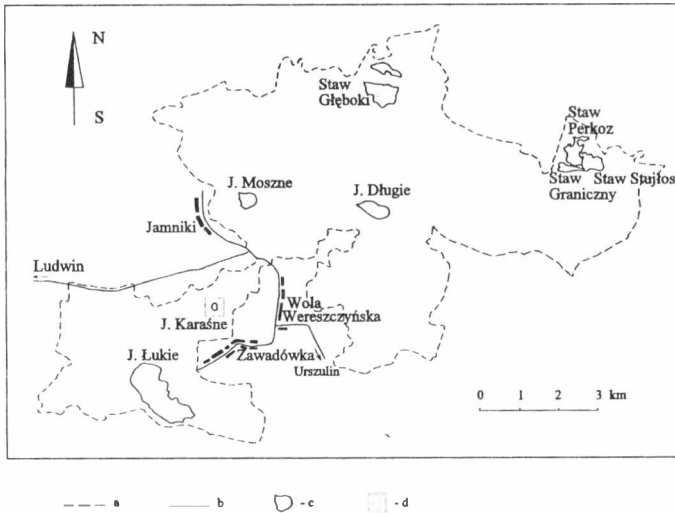 N
S
Staw
Głęboki
Staw
Perkoz
Staw
Graniczny
Staw Stujłos
J. Moszne
J. Długie
Jamniki
Ludwin
J. Karaśne
Wola
Wereszczyńska
J. Łukie
Zawadówka
Urszulin
0 1 2 3 km
a
b
- c
- d